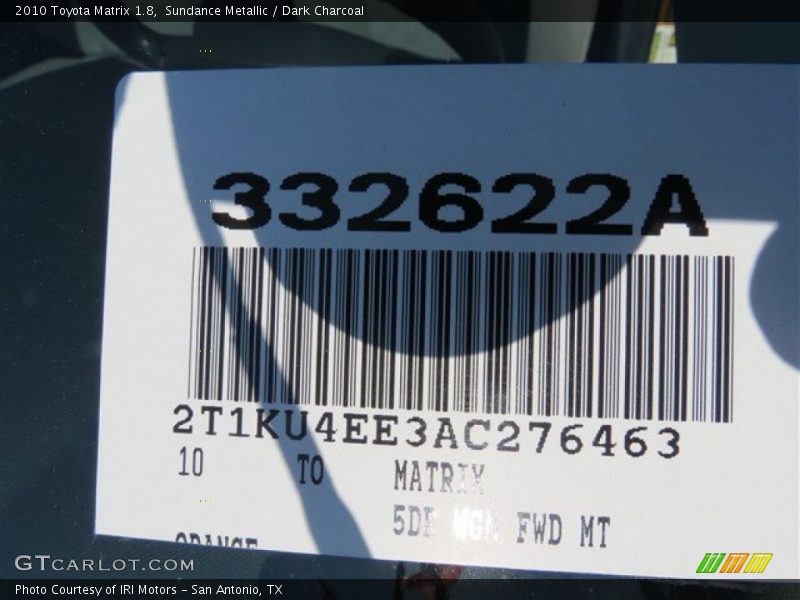 2010 Toyota Matrix 1.8, Sundance Metallic / Dark Charcoal
332622A
2T1KU4EE3AC276463
10 TO MATRIX
5DR WGN FWD MT
ORANGE
GTCARLOT.COM
Photo Courtesy of IRI Motors – San Antonio, TX